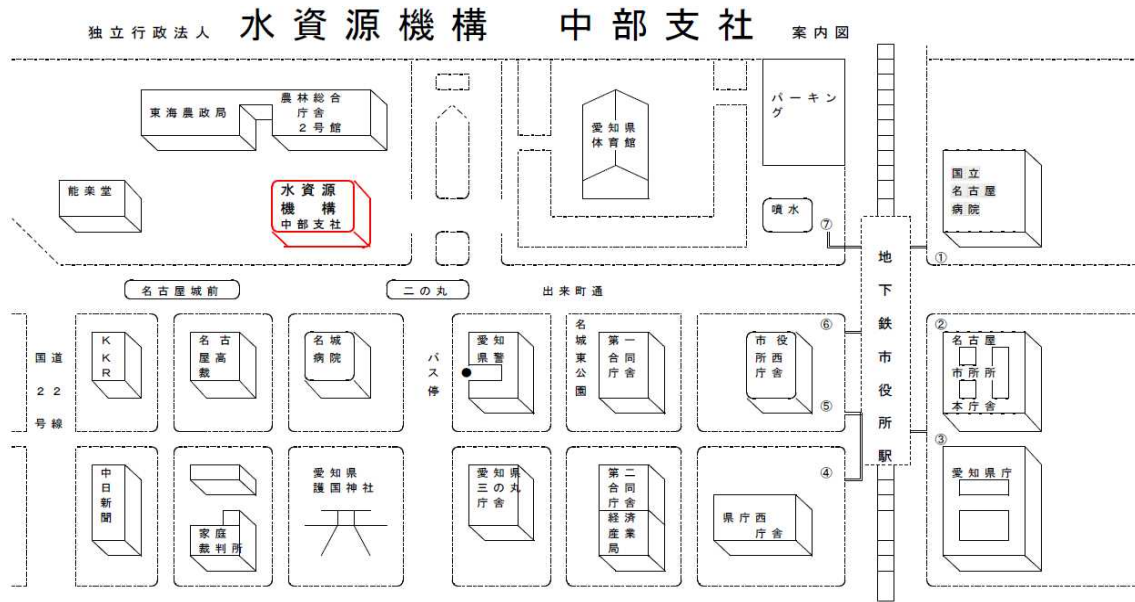 独立行政法人 水資源機構 中部支社 案内図
東海農政局
農林総合
庁舎
2号館
愛知県
体育館
パーキン
グ
能楽堂
水資源
機構
中部支社
噴水
国立
名古屋
病院
⑦
①
地下鉄市役所駅
名古屋城前
二の丸
出来町通
国道22号線
KKR
名古
屋高
裁
名城
病院
バス停
愛知
県警
名城東公園
第一
合同
庁舎
市役
所西
庁舎
⑥
⑤
④
②
名古屋
市所所
本庁舎
③
中日新聞
家庭
裁判所
愛知県
護国神社
愛知県
三の丸
庁舎
第二
合同
庁舎
経済
産業
局
県庁西
庁舎
愛知県庁